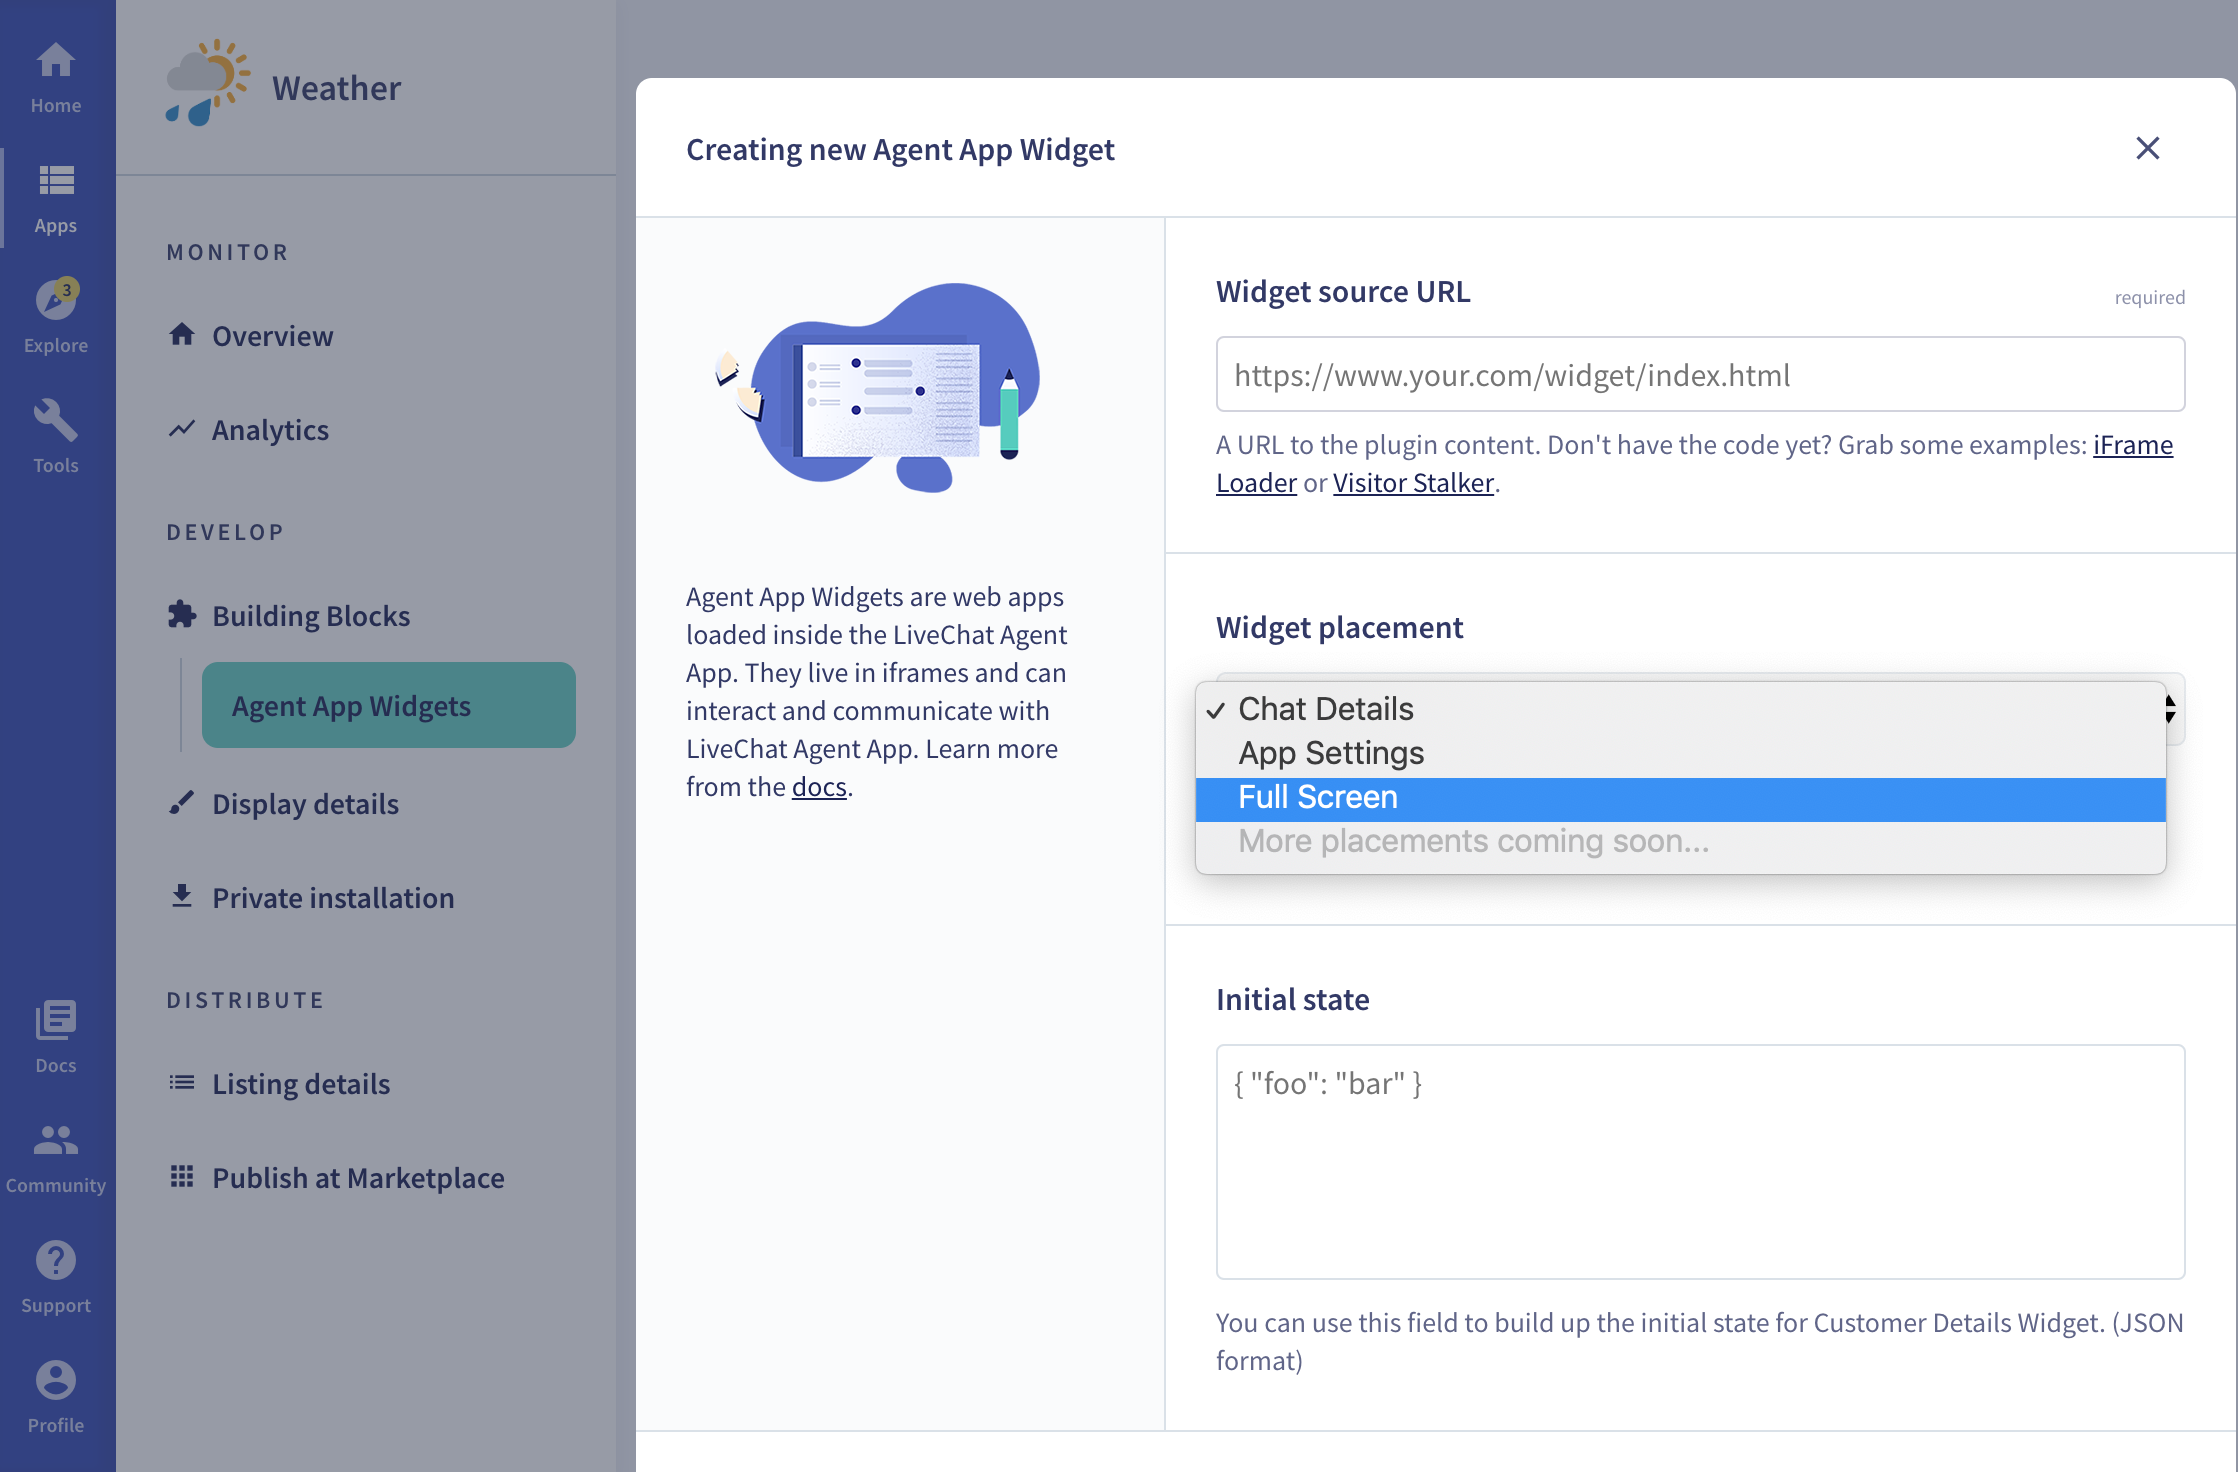 Home
Apps
3
Explore
Tools
Docs
Community
Support
Profile
Weather
MONITOR
Overview
Analytics
DEVELOP
Building Blocks
Agent App Widgets
Display details
Private installation
DISTRIBUTE
Listing details
Publish at Marketplace
Creating new Agent App Widget
Agent App Widgets are web apps
loaded inside the LiveChat Agent
App. They live in iframes and can
interact and communicate with
LiveChat Agent App. Learn more
from the docs.
Widget source URL
required
https://www.your.com/widget/index.html
A URL to the plugin content. Don't have the code yet? Grab some examples: iFrame
Loader or Visitor Stalker.
Widget placement
Chat Details
App Settings
Full Screen
More placements coming soon...
Initial state
{ "foo": "bar" }
You can use this field to build up the initial state for Customer Details Widget. (JSON
format)